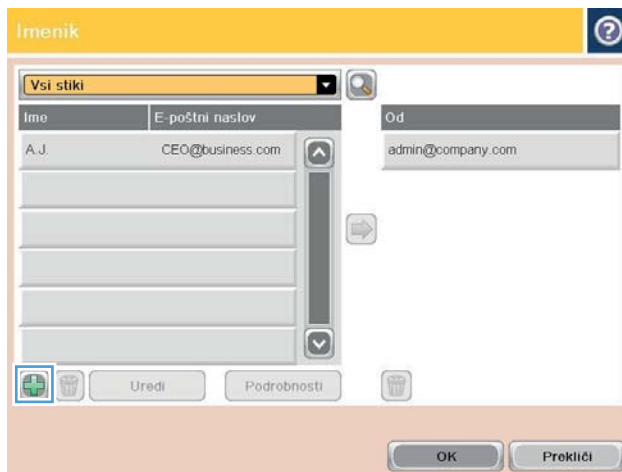 Imenik
Vsi stiki
Ime E-poštni naslov Od
A.J. CEO@business.com admin@company.com
Uredi Podrobnosti
OK Prekliči